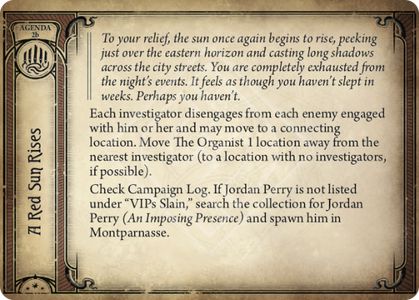 AGENDA
2b
A Red Sun Rises
To your relief, the sun once again begins to rise, peeking
just over the eastern horizon and casting long shadows
across the city streets. You are completely exhausted from
the night's events. It feels as though you haven't slept in
weeks. Perhaps you haven't.
Each investigator disengages from each enemy engaged
with him or her and may move to a connecting
location. Move The Organist 1 location away from the
nearest investigator (to a location with no investigators,
if possible).
Check Campaign Log. If Jordan Perry is not listed
under “VIPs Slain,” search the collection for Jordan
Perry (An Imposing Presence) and spawn him in
Montparnasse.